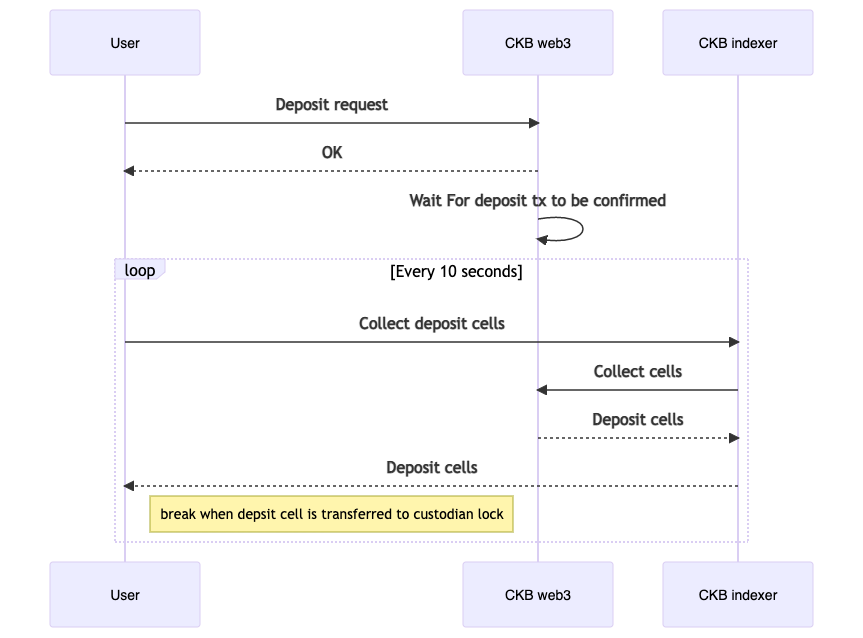 User
CKB web3
CKB indexer
Deposit request
OK
Wait For deposit tx to be confirmed
loop
[Every 10 seconds]
Collect deposit cells
Collect cells
Deposit cells
Deposit cells
break when depsit cell is transferred to custodian lock
User
CKB web3
CKB indexer